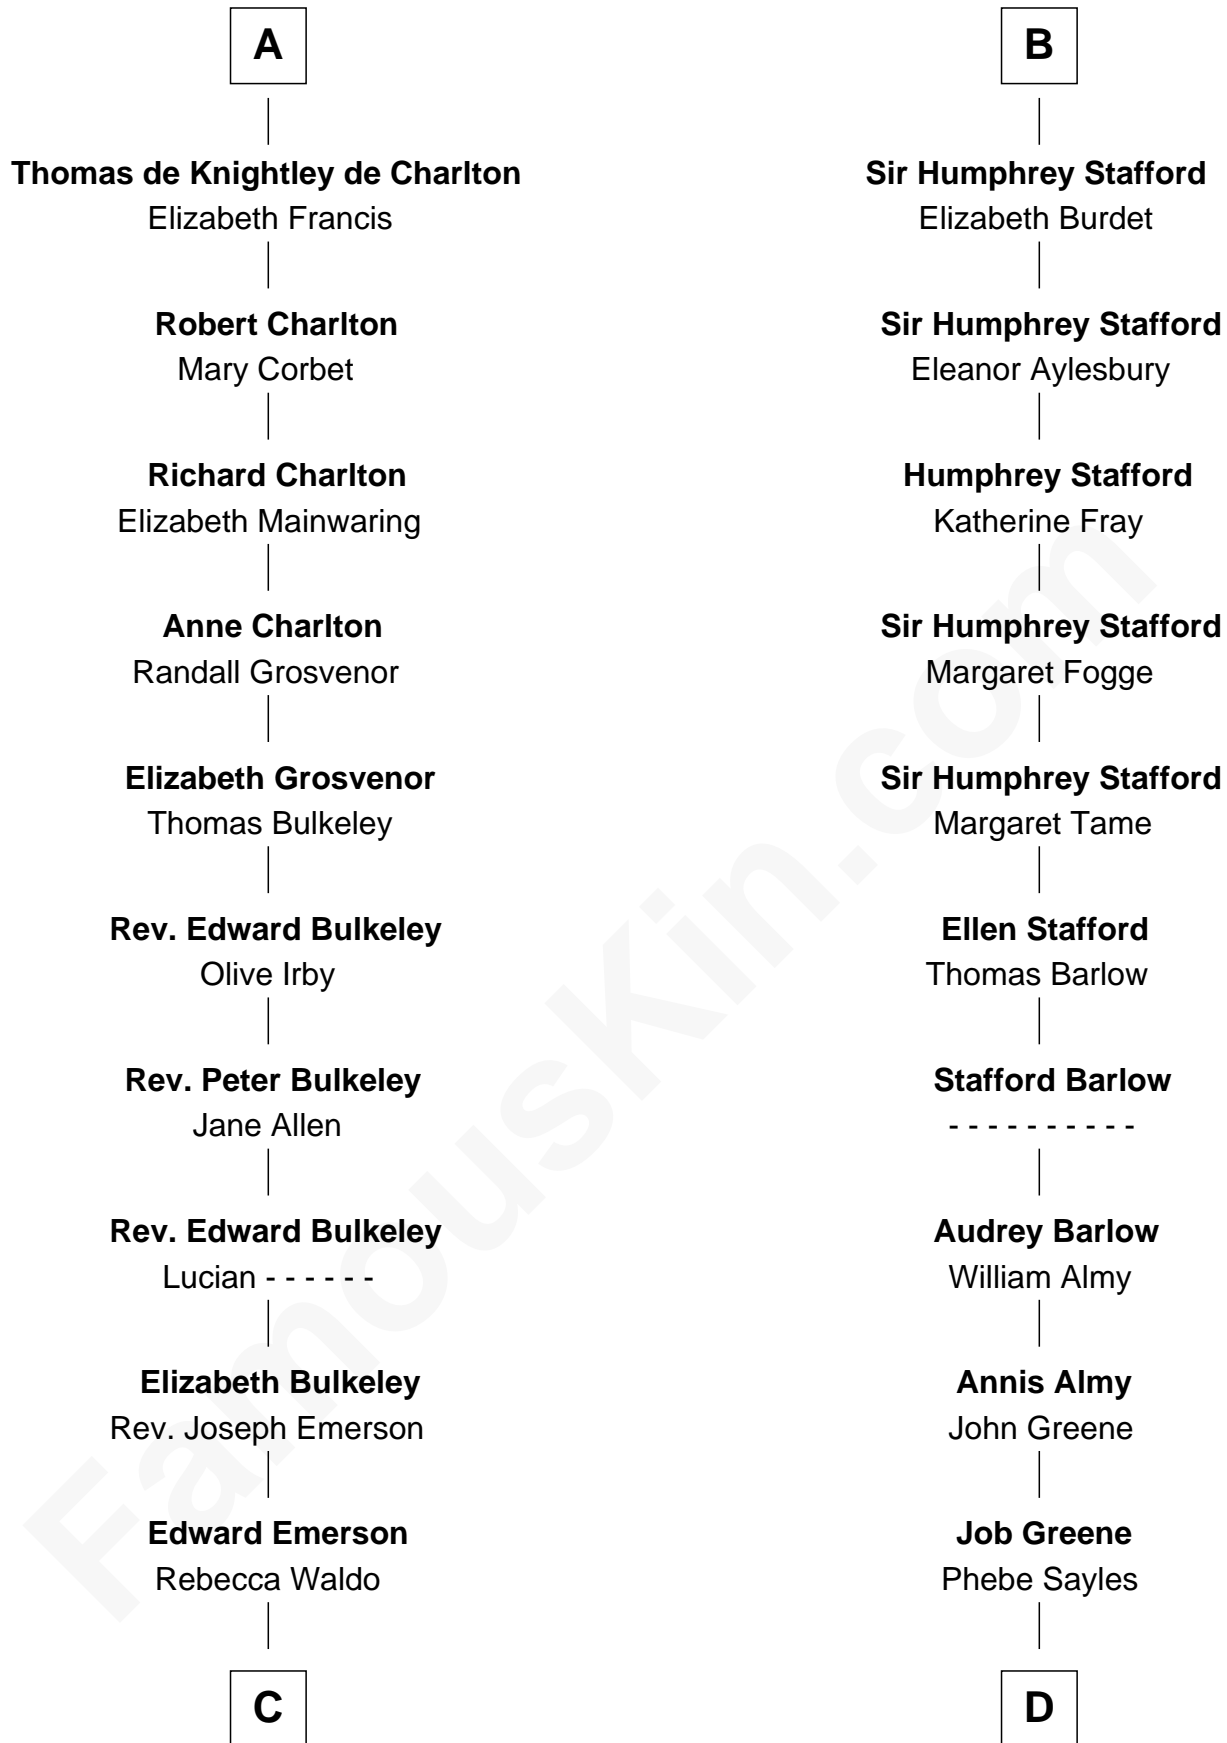 A
Thomas de Knightley de Charlton
Elizabeth Francis
Robert Charlton
Mary Corbet
Richard Charlton
Elizabeth Mainwaring
Anne Charlton
Randall Grosvenor
Elizabeth Grosvenor
Thomas Bulkeley
Rev. Edward Bulkeley
Olive Irby
Rev. Peter Bulkeley
Jane Allen
Rev. Edward Bulkeley
Lucian - - - - - -
Elizabeth Bulkeley
Rev. Joseph Emerson
Edward Emerson
Rebecca Waldo
C
B
Sir Humphrey Stafford
Elizabeth Burdet
Sir Humphrey Stafford
Eleanor Aylesbury
Humphrey Stafford
Katherine Fray
Sir Humphrey Stafford
Margaret Fogge
Sir Humphrey Stafford
Margaret Tame
Ellen Stafford
Thomas Barlow
Stafford Barlow
- - - - - - - - - -
Audrey Barlow
William Almy
Annis Almy
John Greene
Job Greene
Phebe Sayles
D
FamousKin.com